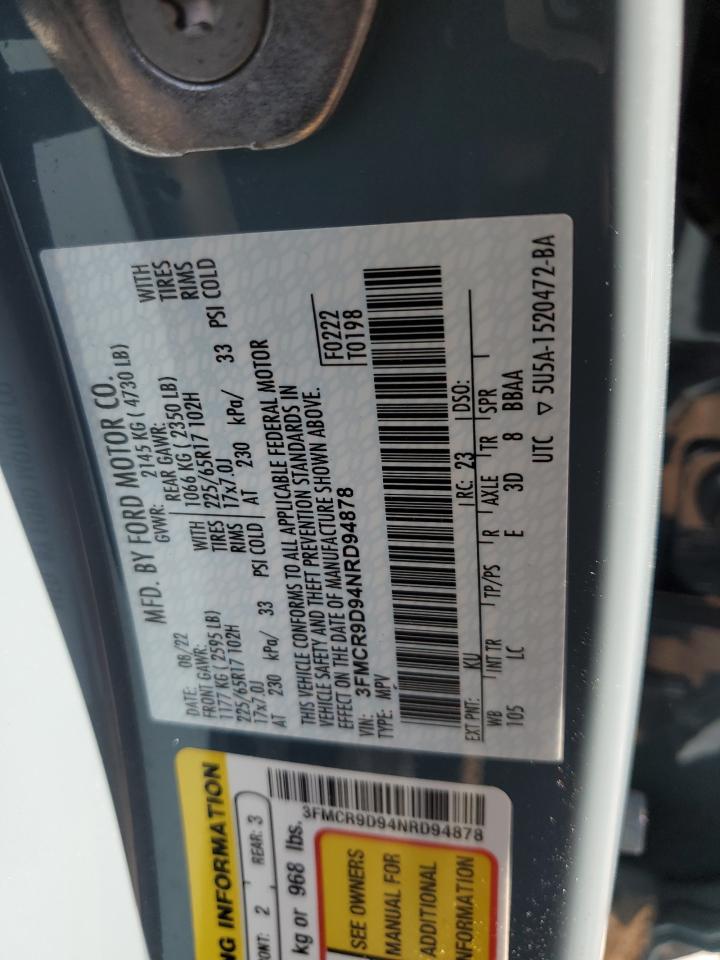 MFD. BY FORD MOTOR CO.
DATE: 08/22 GVWR: 2145 KG ( 4730 LB)
FRONT GAWR: REAR GAWR: WITH
1177 KG ( 2595 LB) WITH 1066 KG ( 2350 LB) TIRES
225/65R17 102H TIRES 225/65R17 102H RIMS
17x7.0J RIMS 17x7.0J
AT 230 kPa/ 33 PSI COLD AT 230 kPa/ 33 PSI COLD
THIS VEHICLE CONFORMS TO ALL APPLICABLE FEDERAL MOTOR
VEHICLE SAFETY AND THEFT PREVENTION STANDARDS IN
EFFECT ON THE DATE OF MANUFACTURE SHOWN ABOVE.
VIN: 3FMCR9D94NRD94878
TYPE: MPV
F0222
T0198
EXT PNT: KU RC: 23 DSO:
WB INT TR TP/PS R AXLE TR SPR
105 LC E 3D 8 BBAA
UTC ▽ 5U5A-1520472-BA
NG INFORMATION
ONT: 2 REAR: 3
kg or 968 lbs.
3FMCR9D94NRD94878
SEE OWNERS
MANUAL FOR
ADDITIONAL
NFORMATION